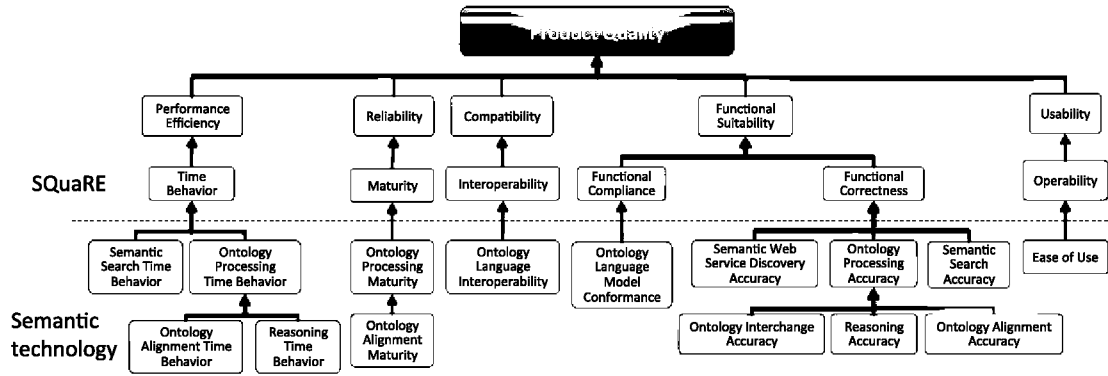 Product Quality
Performance
Efficiency
Reliability
Compatibility
Functional
Suitability
Usability
SQuaRE
Time
Behavior
Maturity
Interoperability
Functional
Compliance
Functional
Correctness
Operability
Semantic
Search Time
Behavior
Ontology
Processing
Time Behavior
Ontology
Processing
Maturity
Ontology
Language
Interoperability
Ontology
Language
Model
Conformance
Semantic Web
Service Discovery
Accuracy
Ontology
Processing
Accuracy
Semantic
Search
Accuracy
Ease of Use
Semantic
technology
Ontology
Alignment Time
Behavior
Reasoning
Time
Behavior
Ontology
Alignment
Maturity
Ontology Interchange
Accuracy
Reasoning
Accuracy
Ontology Alignment
Accuracy